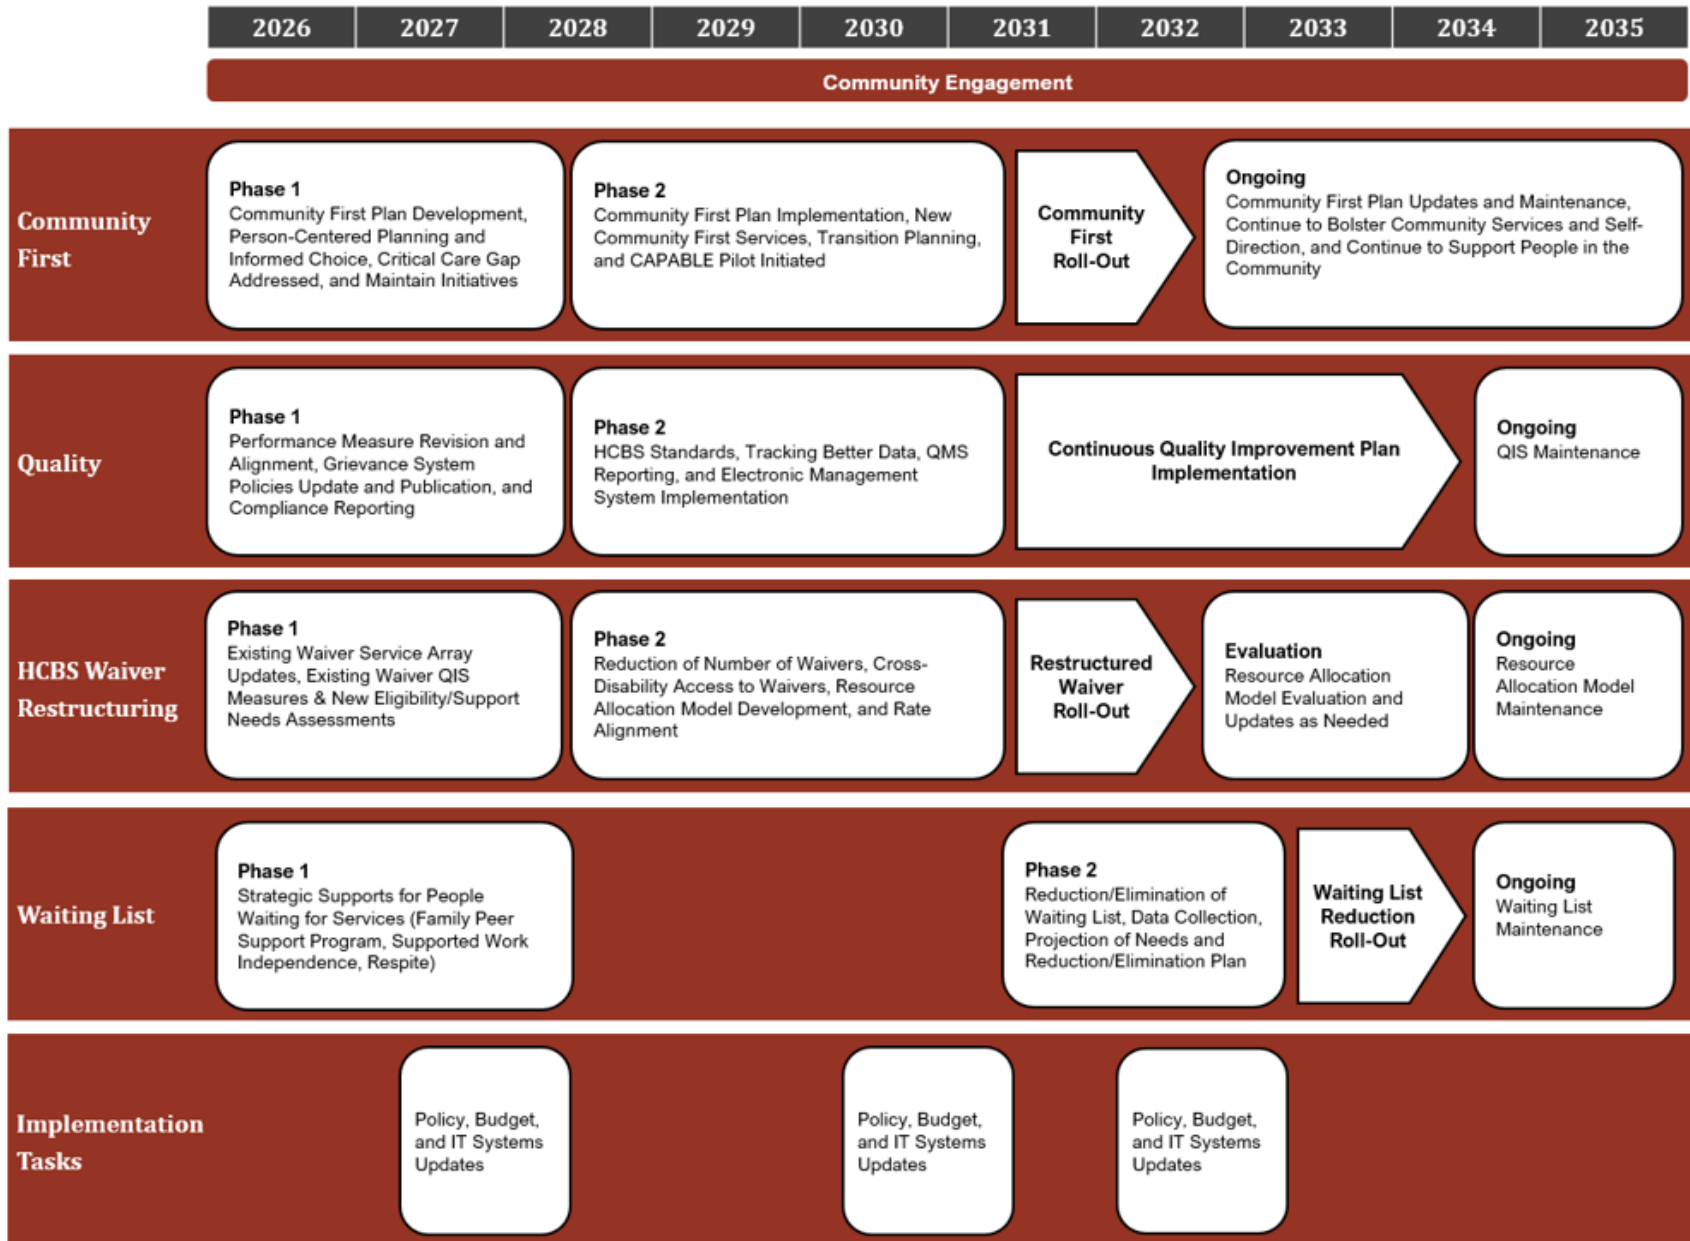 2026 2027 2028 2029 2030 2031 2032 2033 2034 2035
Community Engagement
Community
First
Phase 1
Community First Plan Development,
Person-Centered Planning and
Informed Choice, Critical Care Gap
Addressed, and Maintain Initiatives
Phase 2
Community First Plan Implementation, New
Community First Services, Transition Planning,
and CAPABLE Pilot Initiated
Community
First
Roll-Out
Ongoing
Community First Plan Updates and Maintenance,
Continue to Bolster Community Services and Self-
Direction, and Continue to Support People in the
Community
Quality
Phase 1
Performance Measure Revision and
Alignment, Grievance System
Policies Update and Publication, and
Compliance Reporting
Phase 2
HCBS Standards, Tracking Better Data, QMS
Reporting, and Electronic Management
System Implementation
Continuous Quality Improvement Plan
Implementation
Ongoing
QIS Maintenance
HCBS Waiver
Restructuring
Phase 1
Existing Waiver Service Array
Updates, Existing Waiver QIS
Measures & New Eligibility/Support
Needs Assessments
Phase 2
Reduction of Number of Waivers, Cross-
Disability Access to Waivers, Resource
Allocation Model Development, and Rate
Alignment
Restructured
Waiver
Roll-Out
Evaluation
Resource Allocation
Model Evaluation and
Updates as Needed
Ongoing
Resource
Allocation Model
Maintenance
Waiting List
Phase 1
Strategic Supports for People
Waiting for Services (Family Peer
Support Program, Supported Work
Independence, Respite)
Phase 2
Reduction/Elimination of
Waiting List, Data Collection,
Projection of Needs and
Reduction/Elimination Plan
Waiting List
Reduction
Roll-Out
Ongoing
Waiting List
Maintenance
Implementation
Tasks
Policy, Budget,
and IT Systems
Updates
Policy, Budget,
and IT Systems
Updates
Policy, Budget,
and IT Systems
Updates